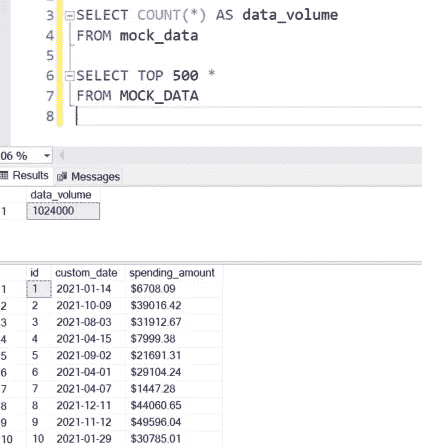 3 SELECT COUNT(*) AS data_volume
4 FROM mock_data
5
6 SELECT TOP 500 *
7 FROM MOCK_DATA
8
06 %
Results Messages
data_volume
1 1024000
id custom_date spending_amount
1 1 2021-01-14 $6708.09
2 2 2021-10-09 $39016.42
3 3 2021-08-03 $31912.67
4 4 2021-04-15 $7999.38
5 5 2021-09-02 $21691.31
6 6 2021-04-01 $29104.24
7 7 2021-04-07 $1447.28
8 8 2021-12-11 $44060.65
9 9 2021-11-12 $49596.04
10 10 2021-01-29 $30785.01